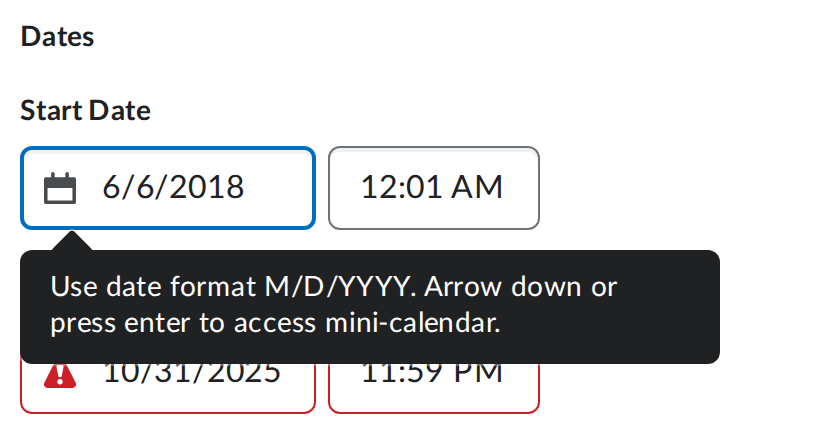 Dates
Start Date
6/6/2018 12:01 AM
Use date format M/D/YYYY. Arrow down or
press enter to access mini-calendar.
10/31/2025 11:59 PM